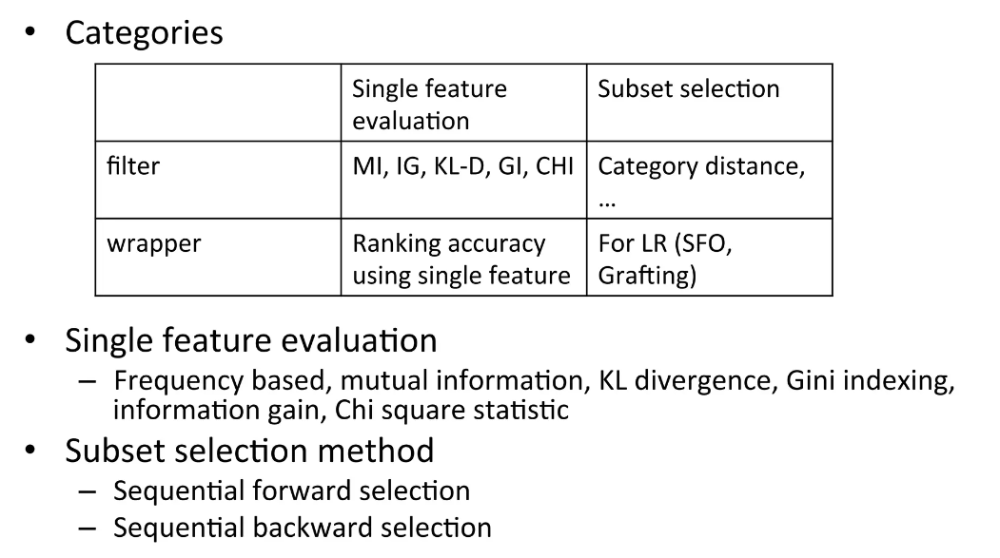 • Categories
Single feature evaluation
Subset selection
filter
MI, IG, KL-D, GI, CHI
Category distance,
...
wrapper
Ranking accuracy
using single feature
For LR (SFO,
Grafting)
• Single feature evaluation
– Frequency based, mutual information, KL divergence, Gini indexing,
information gain, Chi square statistic
• Subset selection method
– Sequential forward selection
– Sequential backward selection